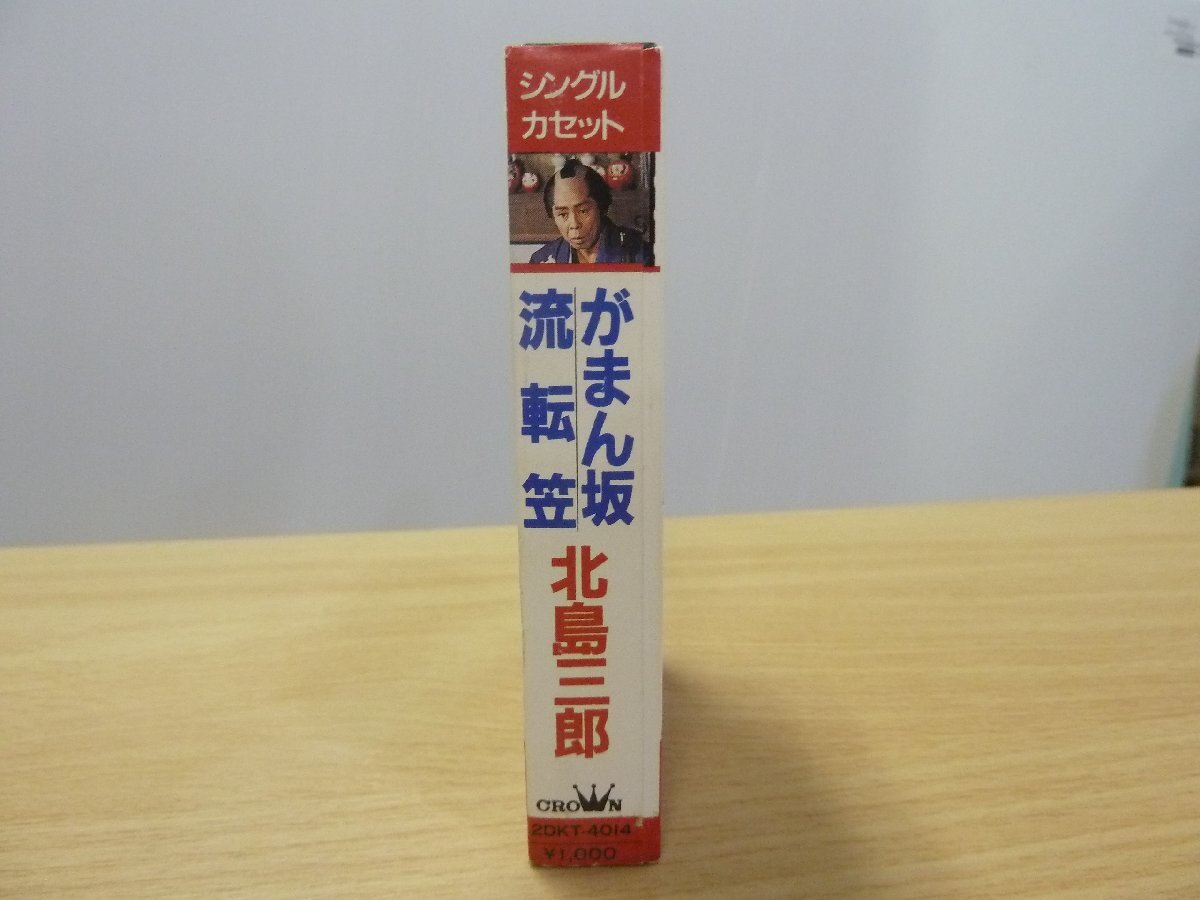 シングル
カセット
がまん坂
流転笠
北島三郎
CROWN
2DKT-4014
¥1,000